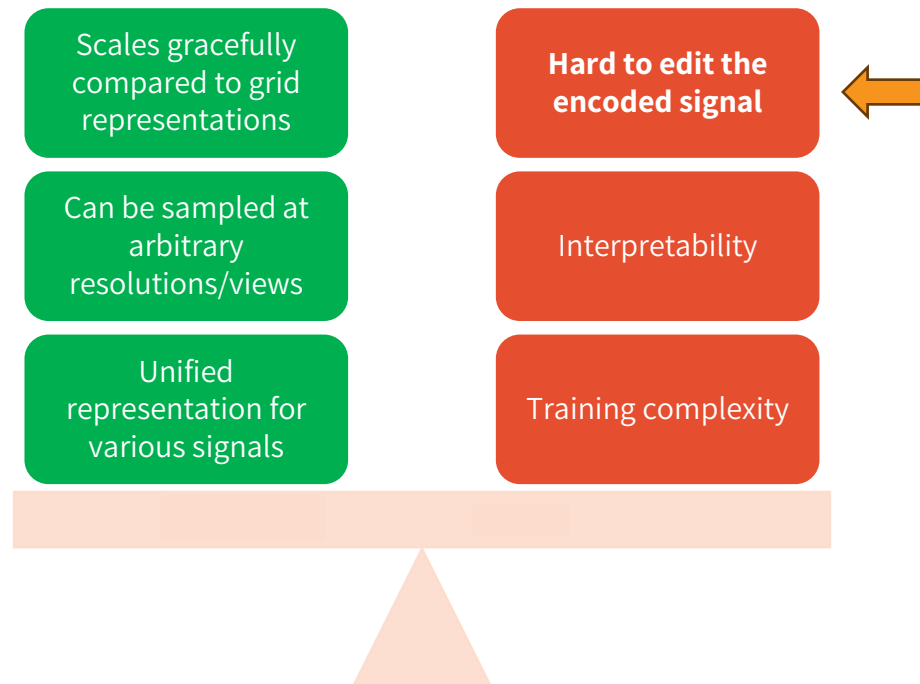 Scales gracefully
compared to grid
representations
Can be sampled at
arbitrary
resolutions/views
Unified
representation for
various signals
Hard to edit the
encoded signal
Interpretability
Training complexity